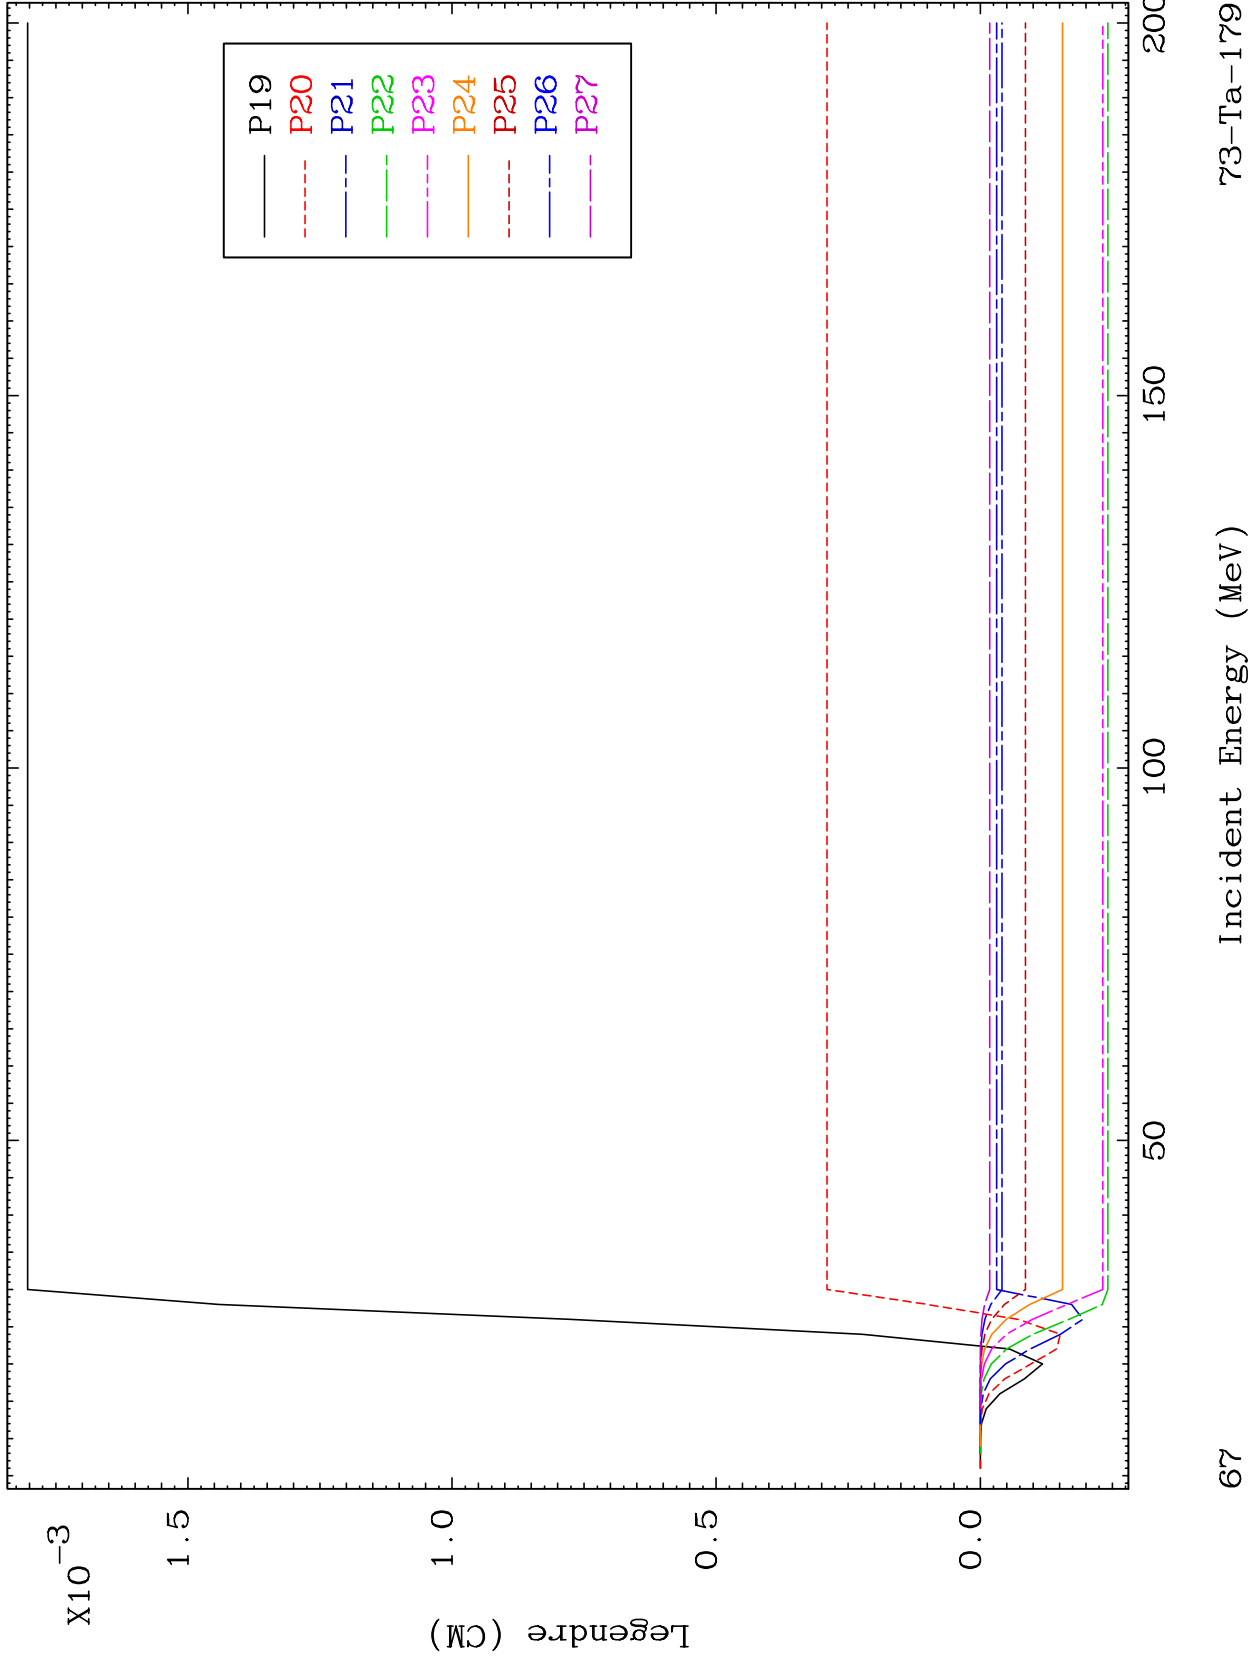 X10-3
1.5
1.0
0.5
0.0
Legendre (CM)
P19
P20
P21
P22
P23
P24
P25
P26
P27
50
100
150
200
67
Incident Energy (MeV)
73-Ta-179